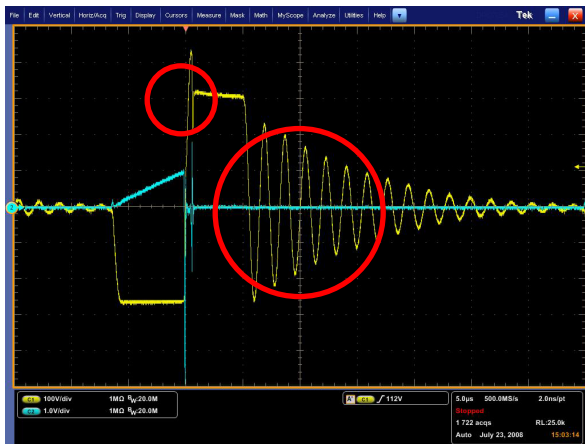 File Edit Vertical Horiz/Acq Trig Display Cursors Measure Mask Math MyScope Analyze Utilities Help Tek
2
C1 100V/div 1MΩ BW:20.0M
C2 1.0V/div 1MΩ BW:20.0M
A' C1 / 112V
5.0µs 500.0MS/s 2.0ns/pt
Stopped
1 722 acqs RL:25.0k
Auto July 23, 2008 15:03:14